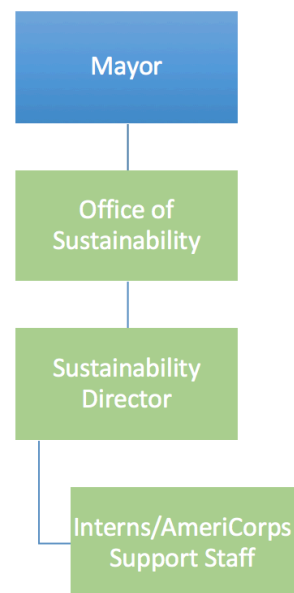 Mayor
Office of
Sustainability
Sustainability
Director
Interns/AmeriCorps
Support Staff